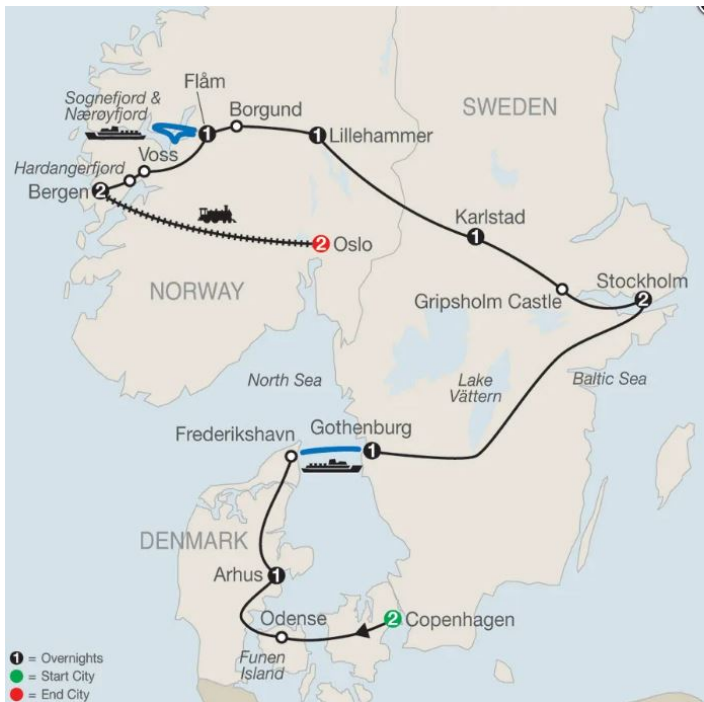 Flåm
Sognefjord &
Nærøyfjord
Borgund
SWEDEN
1
1
Lillehammer
Voss
Hardangerfjord
Bergen
2
Karlstad
1
2
Oslo
Stockholm
NORWAY
Gripsholm Castle
2
North Sea
Lake
Vättern
Baltic Sea
Gothenburg
Frederikshavn
1
DENMARK
Arhus
1
Odense
2
Copenhagen
Funen
Island
1 = Overnights
= Start City
= End City